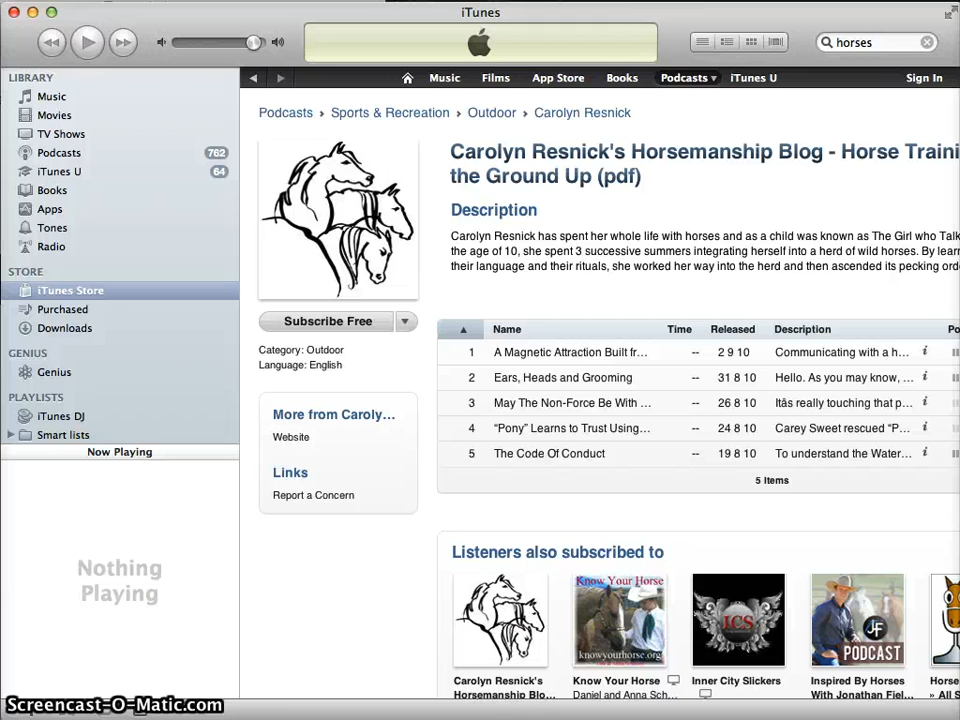 iTunes
horses
LIBRARY
Music
Movies
TV Shows
Podcasts 762
iTunes U 64
Books
Apps
Tones
Radio
STORE
iTunes Store
Purchased
Downloads
GENIUS
Genius
PLAYLISTS
iTunes DJ
Smart lists
Now Playing
Nothing
Playing
Music Films App Store Books Podcasts iTunes U Sign In
Podcasts › Sports & Recreation › Outdoor › Carolyn Resnick
Carolyn Resnick's Horsemanship Blog - Horse Traini
the Ground Up (pdf)
Description
Carolyn Resnick has spent her whole life with horses and as a child was known as The Girl who Talk
the age of 10, she spent 3 successive summers integrating herself into a herd of wild horses. By learn
their language and their rituals, she worked her way into the herd and then ascended its pecking orde
Subscribe Free
Category: Outdoor
Language: English
More from Caroly...
Website
Links
Report a Concern
Name Time Released Description Po
1 A Magnetic Attraction Built fr... -- 2 9 10 Communicating with a h... i
2 Ears, Heads and Grooming -- 31 8 10 Hello. As you may know, ... i
3 May The Non-Force Be With ... -- 26 8 10 Itâs really touching that p... i
4 “Pony” Learns to Trust Using... -- 24 8 10 Carey Sweet rescued “P... i
5 The Code Of Conduct -- 19 8 10 To understand the Water... i
5 Items
Listeners also subscribed to
Know Your Horse
knowyourhorse.org
ICS
JF
PODCAST
Carolyn Resnick's
Horsemanship Blo...
Know Your Horse
Daniel and Anna Sch...
Inner City Slickers
Inspired By Horses
With Jonathan Fiel...
Horse
» All S
Screencast-O-Matic.com